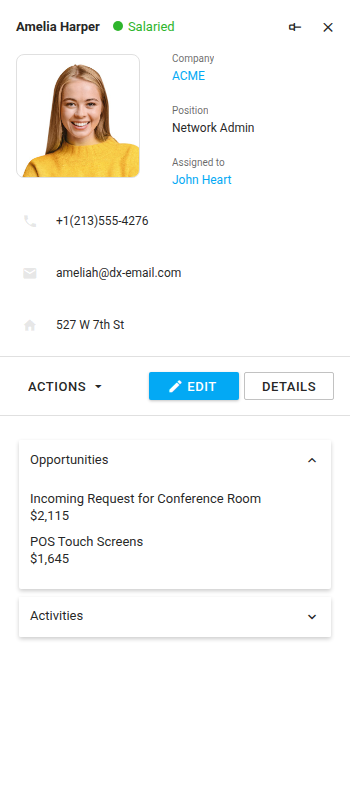 Amelia Harper Salaried
Company
ACME
Position
Network Admin
Assigned to
John Heart
+1(213)555-4276
ameliah@dx-email.com
527 W 7th St
ACTIONS EDIT DETAILS
Opportunities
Incoming Request for Conference Room
$2,115
POS Touch Screens
$1,645
Activities